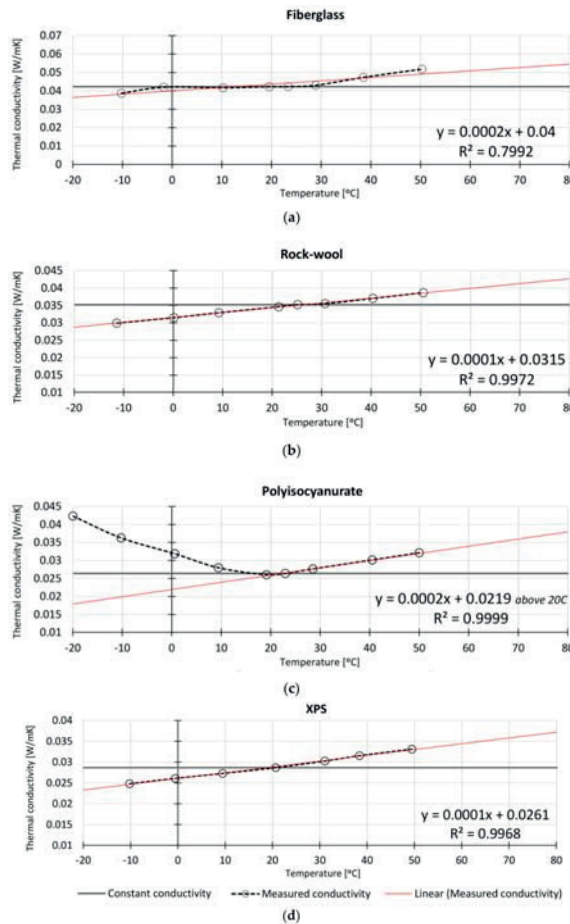 Fiberglass
Thermal conductivity [W/mK]
0.07
0.06
0.05
0.04
0.03
0.02
0.01
0
-20 -10 0 10 20 30 40 50 60 70 80
y = 0.0002x + 0.04
R² = 0.7992
Temperature [ºC]
(a)
Rock-wool
Thermal conductivity [W/mK]
0.045
0.04
0.035
0.03
0.025
0.02
0.015
0.01
-20 -10 0 10 20 30 40 50 60 70 80
y = 0.0001x + 0.0315
R² = 0.9972
Temperature [ºC]
(b)
Polyisocyanurate
Thermal conductivity [W/mK]
0.045
0.04
0.035
0.03
0.025
0.02
0.015
0.01
-20 -10 0 10 20 30 40 50 60 70 80
y = 0.0002x + 0.0219 above 20C
R² = 0.9999
Temperature [ºC]
(c)
XPS
Thermal conductivity [W/mK]
0.04
0.035
0.03
0.025
0.02
0.015
0.01
-20 -10 0 10 20 30 40 50 60 70 80
y = 0.0001x + 0.0261
R² = 0.9968
Temperature [ºC]
Constant conductivity Measured conductivity Linear (Measured conductivity)
(d)